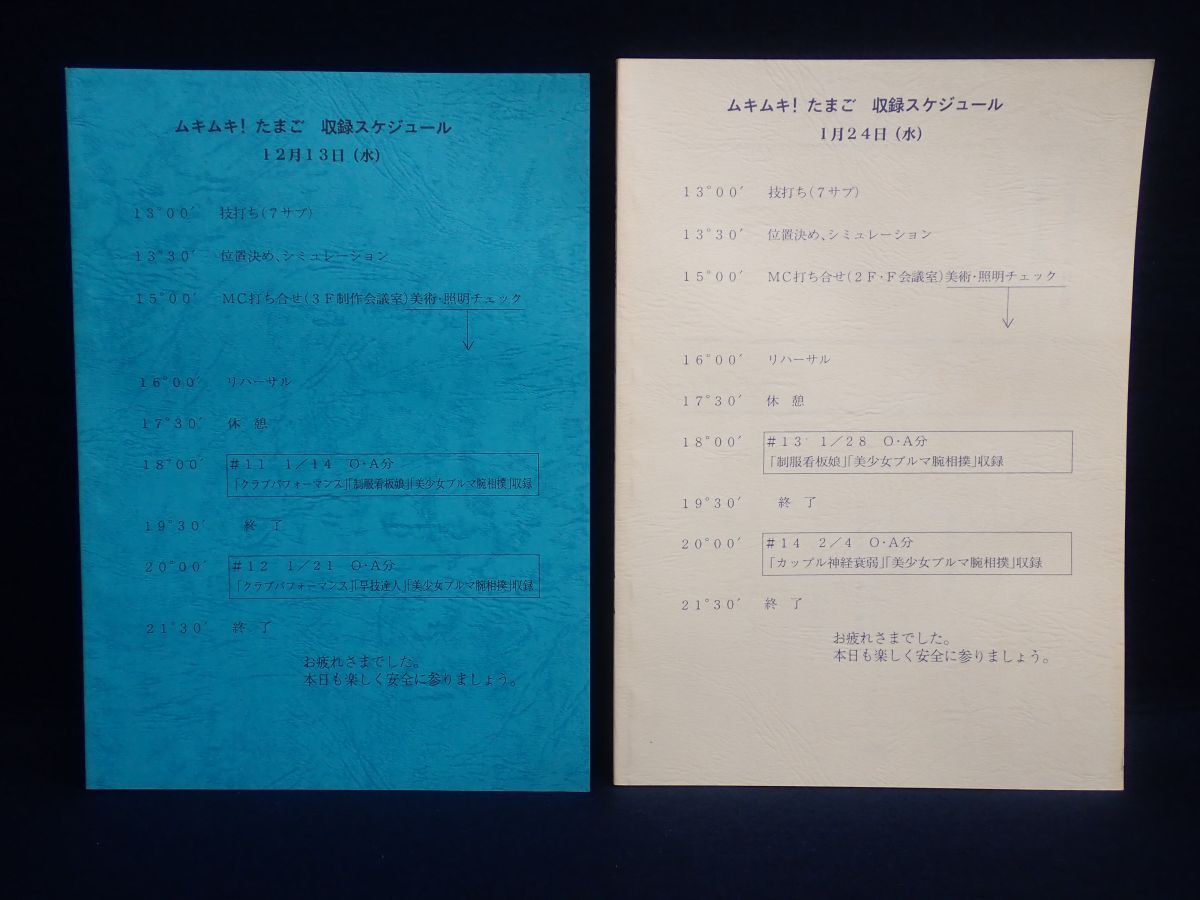 ムキムキ！たまご　収録スケジュール
１２月１３日（水）
１３°００′　技打ち（７サブ）
１３°３０′　位置決め、シミュレーション
１５°００′　ＭＣ打ち合せ（３Ｆ制作会議室）美術・照明チェック
１６°００′　リハーサル
１７°３０′　休　憩
１８°００′　＃１１　１／１４　Ｏ・Ａ分
「クラブパフォーマンス」「制服看板娘」「美少女ブルマ腕相撲」収録
１９°３０′　終　了
２０°００′　＃１２　１／２１　Ｏ・Ａ分
「クラブパフォーマンス」「早技達人」「美少女ブルマ腕相撲」収録
２１°３０′　終　了
お疲れさまでした。
本日も楽しく安全に参りましょう。
ムキムキ！たまご　収録スケジュール
１月２４日（水）
１３°００′　技打ち（７サブ）
１３°３０′　位置決め、シミュレーション
１５°００′　ＭＣ打ち合せ（２Ｆ・Ｆ会議室）美術・照明チェック
１６°００′　リハーサル
１７°３０′　休　憩
１８°００′　＃１３　１／２８　Ｏ・Ａ分
「制服看板娘」「美少女ブルマ腕相撲」収録
１９°３０′　終　了
２０°００′　＃１４　２／４　Ｏ・Ａ分
「カップル神経衰弱」「美少女ブルマ腕相撲」収録
２１°３０′　終　了
お疲れさまでした。
本日も楽しく安全に参りましょう。